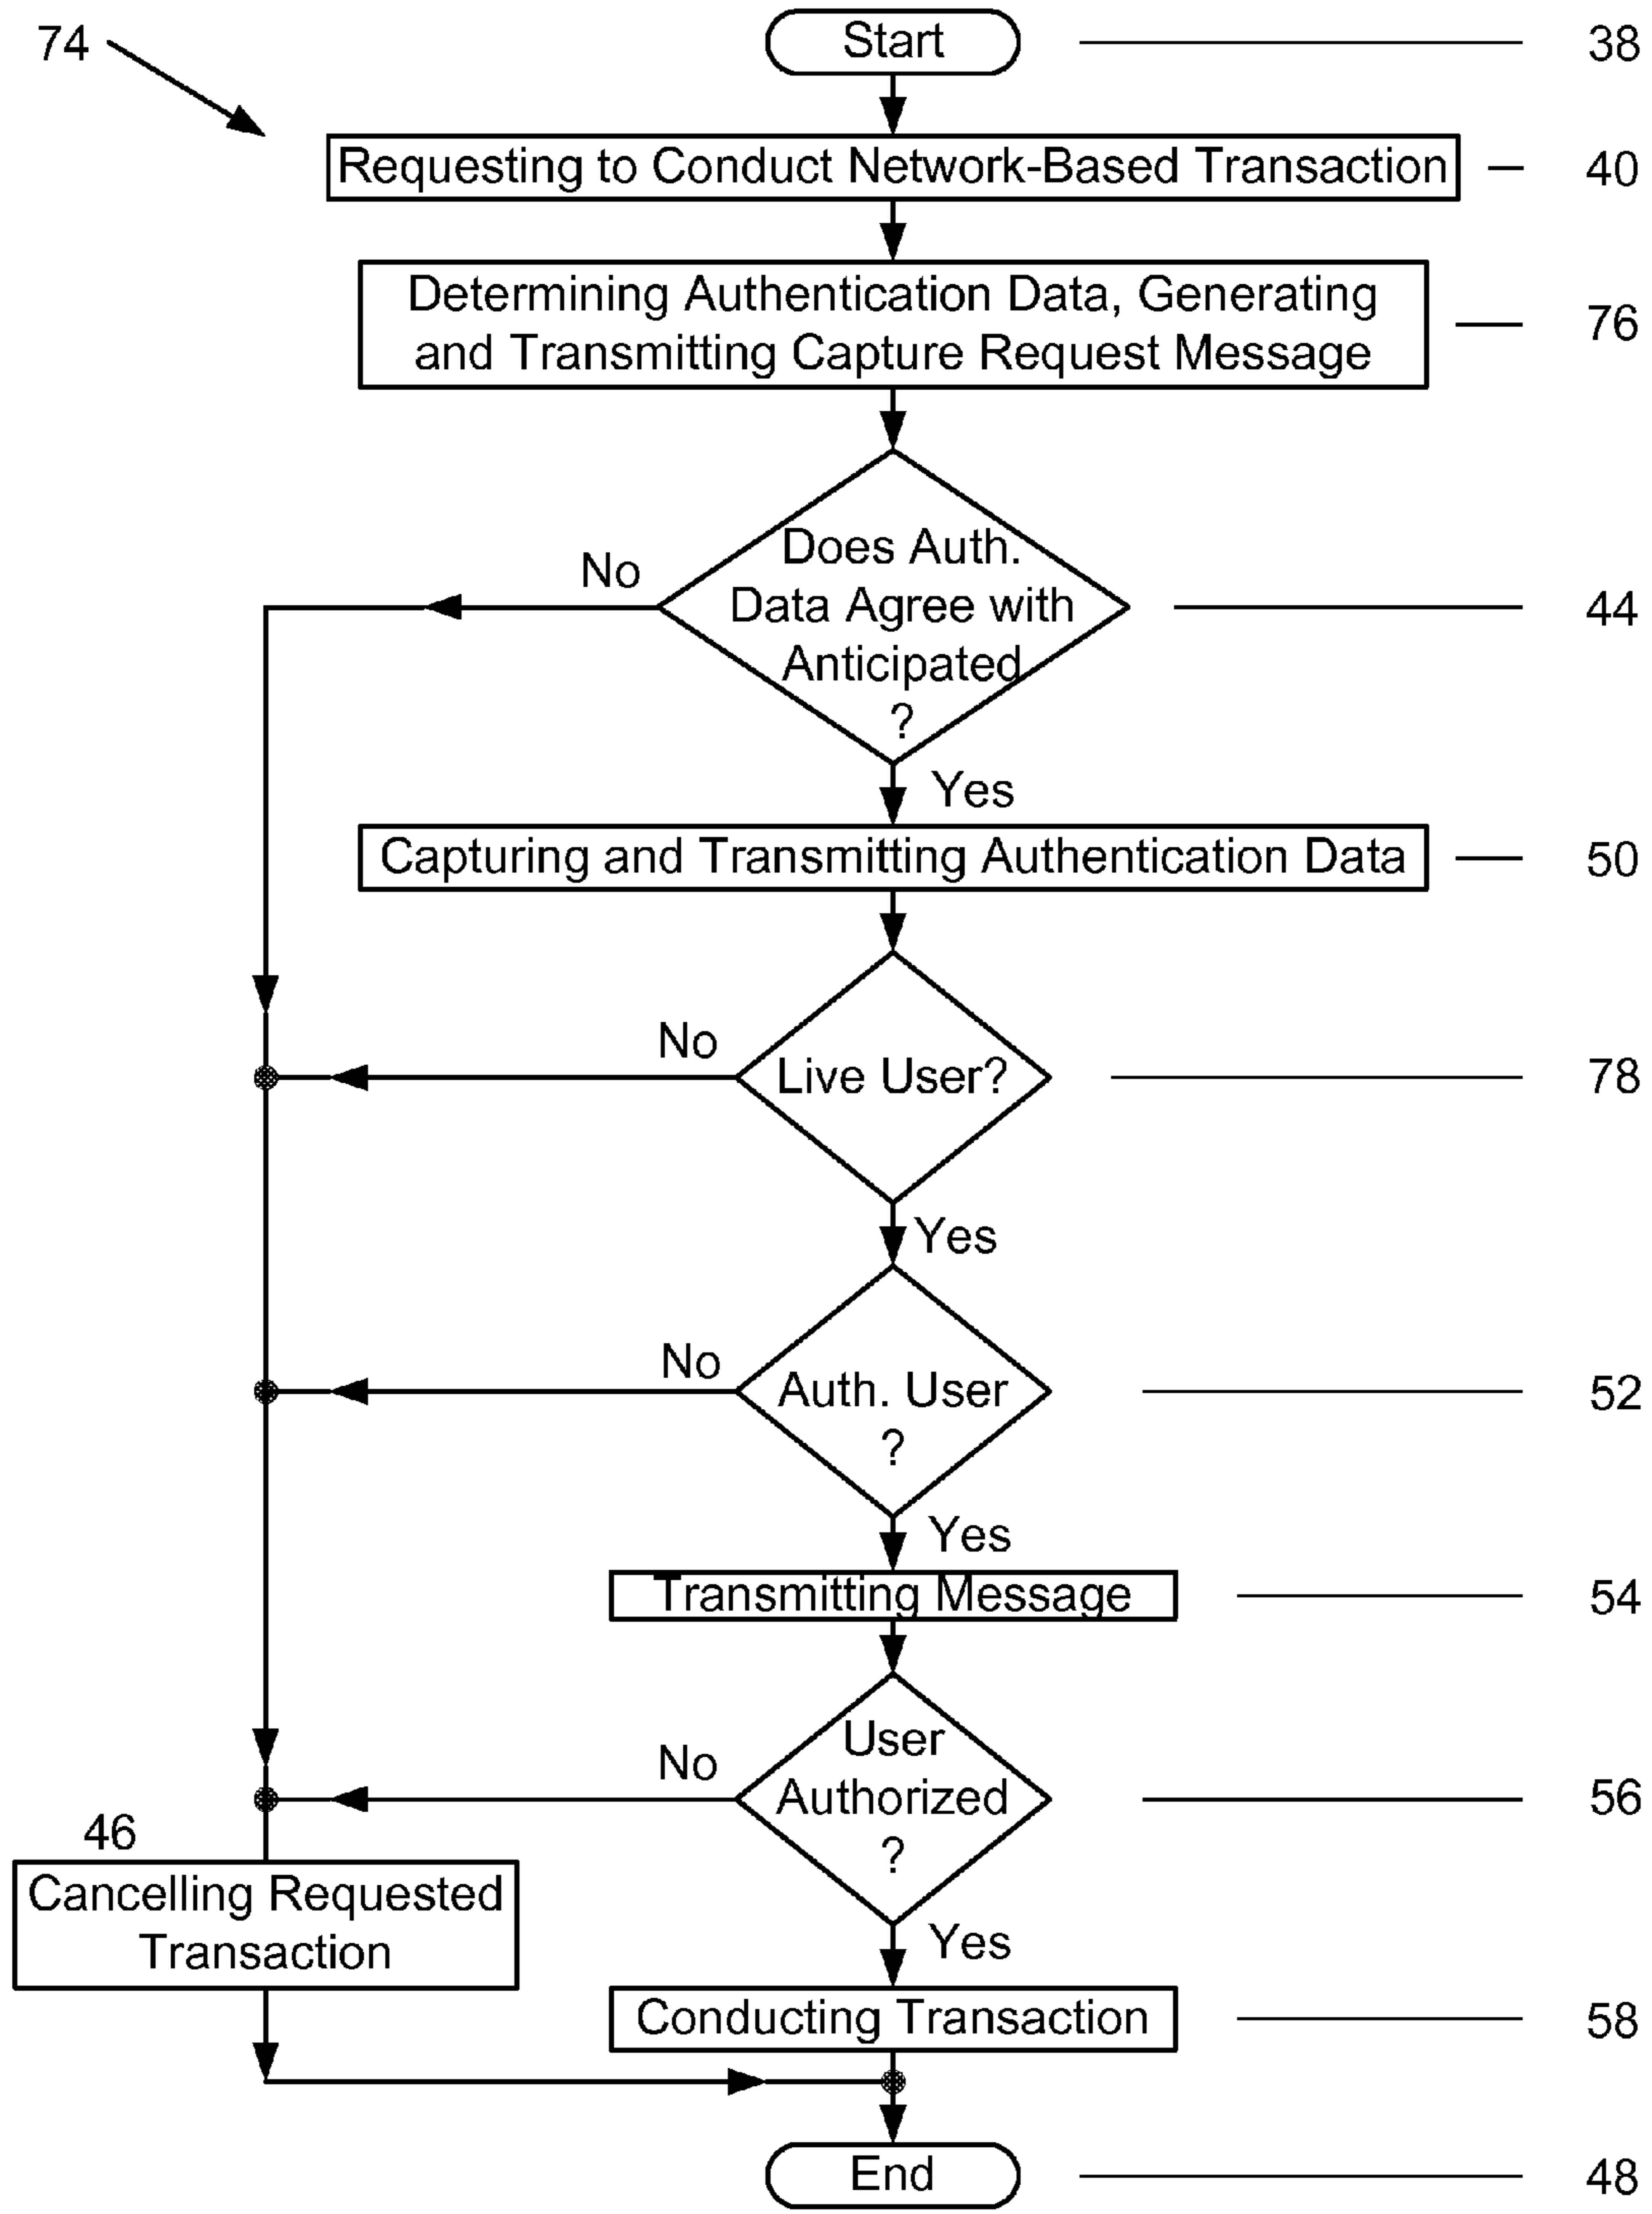 74
Start
38
Requesting to Conduct Network-Based Transaction
40
Determining Authentication Data, Generating
and Transmitting Capture Request Message
76
Does Auth.
Data Agree with
Anticipated
?
No
44
Yes
Capturing and Transmitting Authentication Data
50
No
Live User?
78
Yes
No
Auth. User
?
52
Yes
Transmitting Message
54
No
User
Authorized
?
56
46
Cancelling Requested
Transaction
Yes
Conducting Transaction
58
End
48